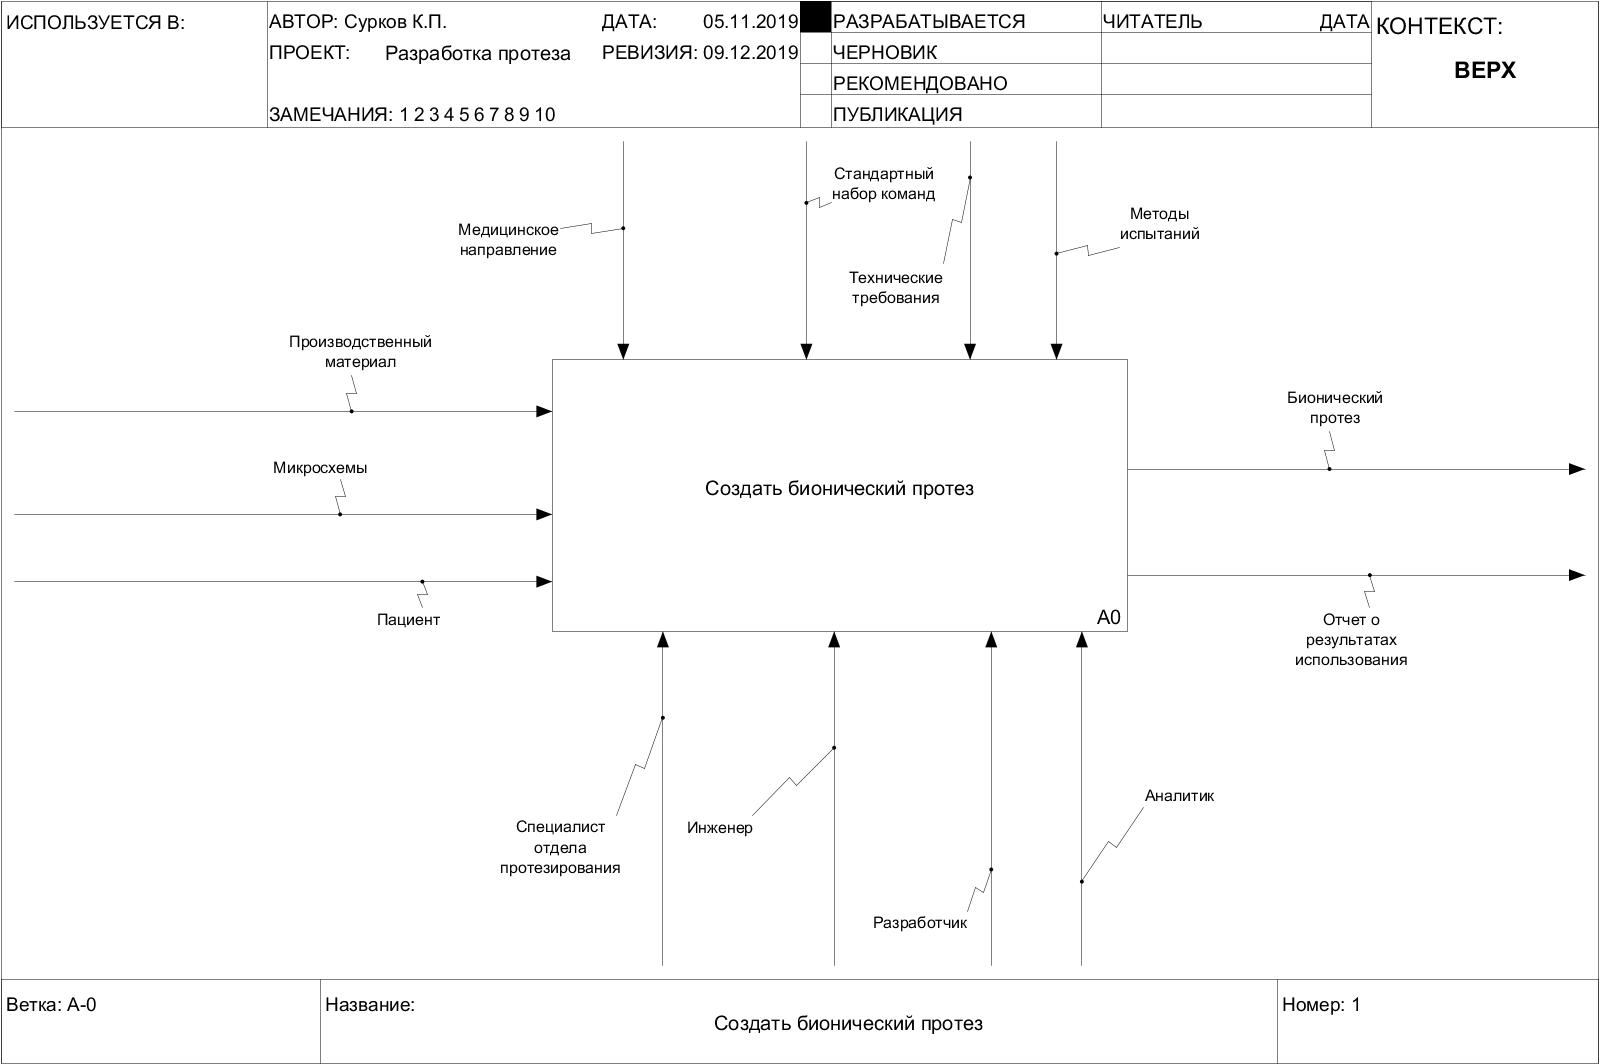 ИСПОЛЬЗУЕТСЯ В:
АВТОР: Сурков К.П.
ДАТА: 05.11.2019
ПРОЕКТ: Разработка протеза
РЕВИЗИЯ: 09.12.2019
ЗАМЕЧАНИЯ: 1 2 3 4 5 6 7 8 9 10
РАЗРАБАТЫВАЕТСЯ
ЧЕРНОВИК
РЕКОМЕНДОВАНО
ПУБЛИКАЦИЯ
ЧИТАТЕЛЬ
ДАТА
КОНТЕКСТ:
ВЕРХ
Медицинское
направление
Стандартный
набор команд
Технические
требования
Методы
испытаний
Производственный
материал
Микросхемы
Пациент
Создать бионический протез
A0
Бионический
протез
Отчет о
результатах
использования
Специалист
отдела
протезирования
Инженер
Разработчик
Аналитик
Ветка: A-0
Название:
Создать бионический протез
Номер: 1